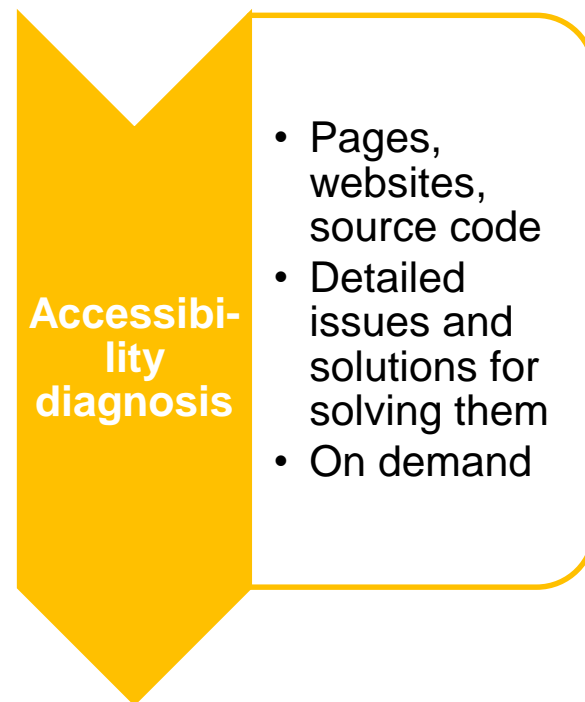 Accessibi-
lity
diagnosis
• Pages,
websites,
source code
• Detailed
issues and
solutions for
solving them
• On demand